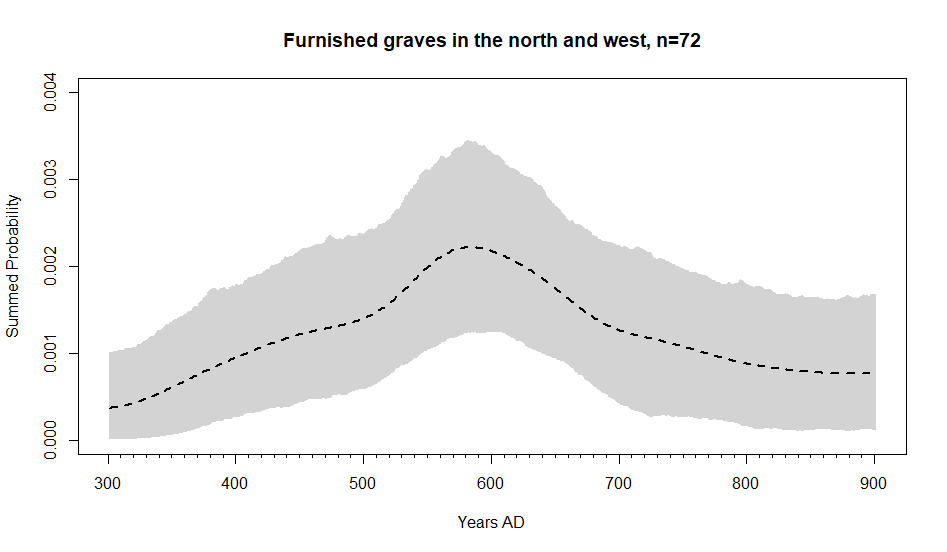 Furnished graves in the north and west, n=72
Summed Probability
0.004
0.003
0.002
0.001
0.000
300 400 500 600 700 800 900
Years AD